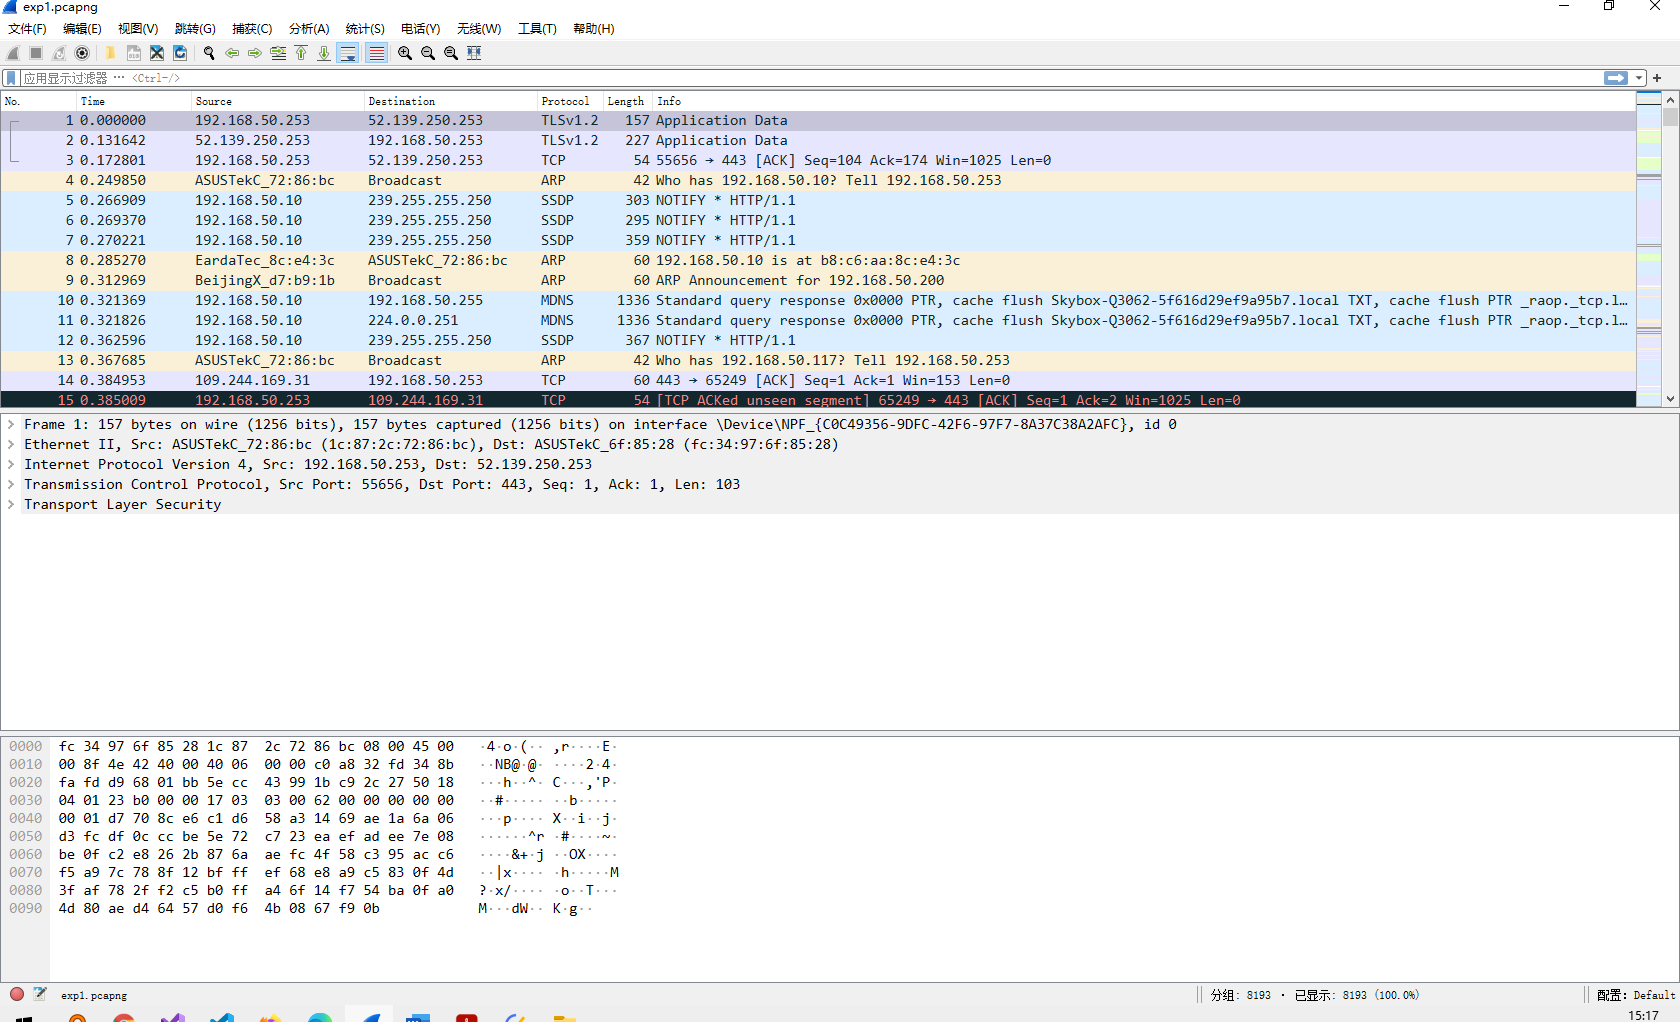 exp1.pcapng
文件(F) 编辑(E) 视图(V) 跳转(G) 捕获(C) 分析(A) 统计(S) 电话(Y) 无线(W) 工具(T) 帮助(H)
应用显示过滤器 … <Ctrl-/>
No. Time Source Destination Protocol Length Info
1 0.000000 192.168.50.253 52.139.250.253 TLSv1.2 157 Application Data
2 0.131642 52.139.250.253 192.168.50.253 TLSv1.2 227 Application Data
3 0.172801 192.168.50.253 52.139.250.253 TCP 54 55656 → 443 [ACK] Seq=104 Ack=174 Win=1025 Len=0
4 0.249850 ASUSTekC_72:86:bc Broadcast ARP 42 Who has 192.168.50.10? Tell 192.168.50.253
5 0.266909 192.168.50.10 239.255.255.250 SSDP 303 NOTIFY * HTTP/1.1
6 0.269370 192.168.50.10 239.255.255.250 SSDP 295 NOTIFY * HTTP/1.1
7 0.270221 192.168.50.10 239.255.255.250 SSDP 359 NOTIFY * HTTP/1.1
8 0.285270 EardaTec_8c:e4:3c ASUSTekC_72:86:bc ARP 60 192.168.50.10 is at b8:c6:aa:8c:e4:3c
9 0.312969 BeijingX_d7:b9:1b Broadcast ARP 60 ARP Announcement for 192.168.50.200
10 0.321369 192.168.50.10 192.168.50.255 MDNS 1336 Standard query response 0x0000 PTR, cache flush Skybox-Q3062-5f616d29ef9a95b7.local TXT, cache flush PTR _raop._tcp.l…
11 0.321826 192.168.50.10 224.0.0.251 MDNS 1336 Standard query response 0x0000 PTR, cache flush Skybox-Q3062-5f616d29ef9a95b7.local TXT, cache flush PTR _raop._tcp.l…
12 0.362596 192.168.50.10 239.255.255.250 SSDP 367 NOTIFY * HTTP/1.1
13 0.367685 ASUSTekC_72:86:bc Broadcast ARP 42 Who has 192.168.50.117? Tell 192.168.50.253
14 0.384953 109.244.169.31 192.168.50.253 TCP 60 443 → 65249 [ACK] Seq=1 Ack=1 Win=153 Len=0
15 0.385009 192.168.50.253 109.244.169.31 TCP 54 [TCP ACKed unseen segment] 65249 → 443 [ACK] Seq=1 Ack=2 Win=1025 Len=0
Frame 1: 157 bytes on wire (1256 bits), 157 bytes captured (1256 bits) on interface \Device\NPF_{C0C49356-9DFC-42F6-97F7-8A37C38A2AFC}, id 0
Ethernet II, Src: ASUSTekC_72:86:bc (1c:87:2c:72:86:bc), Dst: ASUSTekC_6f:85:28 (fc:34:97:6f:85:28)
Internet Protocol Version 4, Src: 192.168.50.253, Dst: 52.139.250.253
Transmission Control Protocol, Src Port: 55656, Dst Port: 443, Seq: 1, Ack: 1, Len: 103
Transport Layer Security
0000 fc 34 97 6f 85 28 1c 87 2c 72 86 bc 08 00 45 00 ·4·o·(·· ,r····E·
0010 00 8f 4e 42 40 00 40 06 00 00 c0 a8 32 fd 34 8b ··NB@·@· ····2·4·
0020 fa fd d9 68 01 bb 5e cc 43 99 1b c9 2c 27 50 18 ···h··^· C···,'P·
0030 04 01 23 b0 00 00 17 03 03 00 62 00 00 00 00 00 ··#····· ··b·····
0040 00 01 d7 70 8c e6 c1 d6 58 a3 14 69 ae 1a 6a 06 ···p···· X··i··j·
0050 d3 fc df 0c cc be 5e 72 c7 23 ea ef ad ee 7e 08 ······^r ·#····~·
0060 be 0f c2 e8 26 2b 87 6a ae fc 4f 58 c3 95 ac c6 ····&+·j ··OX····
0070 f5 a9 7c 78 8f 12 bf ff ef 68 e8 a9 c5 83 0f 4d ··|x···· ·h·····M
0080 3f af 78 2f f2 c5 b0 ff a4 6f 14 f7 54 ba 0f a0 ?·x/···· ·o··T···
0090 4d 80 ae d4 64 57 d0 f6 4b 08 67 f9 0b M···dW·· K·g··
exp1.pcapng 分组: 8193 · 已显示: 8193 (100.0%) 配置: Default
15:17